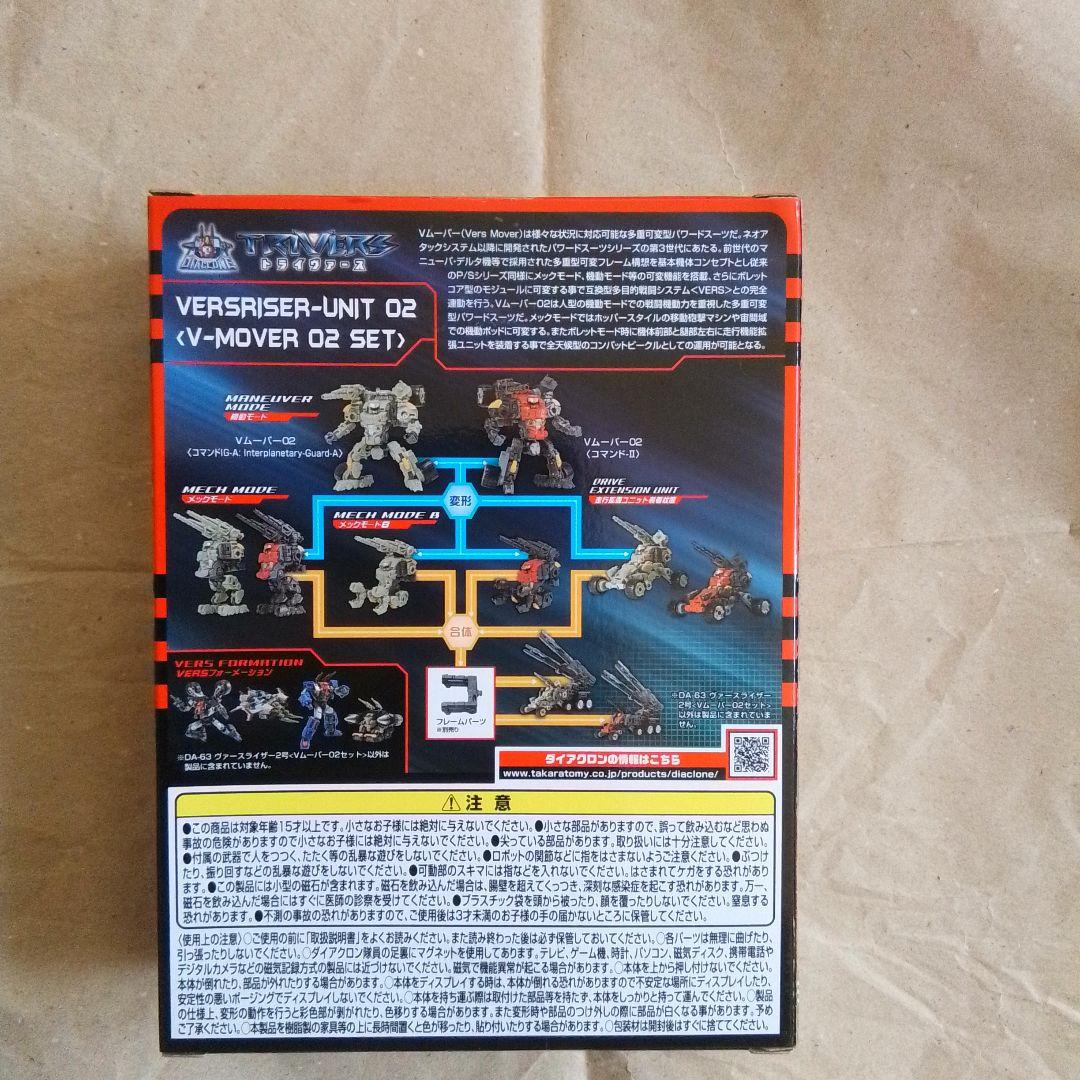 DIACLONE
TRIVERS
トライヴァース
VERSRISER-UNIT 02
〈V-MOVER 02 SET〉
Vムーバー(Vers Mover)は様々な状況に対応可能な多重可変型パワードスーツだ。ネオア
タックシステム以降に開発されたパワードスーツシリーズの第3世代にあたる。前世代のマ
ニューバ・デルタ機等で採用された多重型可変フレーム構想を基本機体コンセプトとし従来
のP/Sシリーズ同様にメックモード、機動モード等の可変機能を搭載、さらにボレット
コア型のモジュールに可変する事で互換型多目的戦闘システム<VERS>との完全
連動を行う。Vムーバー02は人型の機動モードでの戦闘機動力を重視した多重可変
型パワードスーツだ。メックモードではホッパースタイルの移動砲撃マシンや宙間域
での機動ポッドに可変する。またボレットモード時に機体前部と腿部左右に走行機能拡
張ユニットを装着する事で全天候型のコンバットビークルとしての運用が可能となる。
MANEUVER
MODE
機動モード
Vムーバー02
〈コマンドIG-A: Interplanetary-Guard-A〉
Vムーバー02
〈コマンド-II〉
MECH MODE
メックモード
MECH MODE B
メックモードB
変形
DRIVE
EXTENSION UNIT
走行拡張ユニット装着状態
合体
VERS FORMATION
VERSフォーメーション
フレームパーツ
※別売り
※DA-63 ヴァースライザー
2号<Vムーバー02セット>
以外は製品に含まれていま
せん。
※DA-63 ヴァースライザー2号<Vムーバー02セット>以外は
製品に含まれていません。
ダイアクロンの情報はこちら
www.takaratomy.co.jp/products/diaclone/
⚠注意
●この商品は対象年齢15才以上です。小さなお子様には絶対に与えないでください。●小さな部品がありますので、誤って飲み込むなど思わぬ
事故の危険がありますので小さなお子様には絶対に与えないでください。●尖っている部品があります。取り扱いには十分注意してください。
●付属の武器で人をつつく、たたく等の乱暴な遊びをしないでください。●ロボットの関節などに指をはさまないようご注意ください。●ぶつけ
たり、振り回すなどの乱暴な遊びをしないでください。●可動部のスキマには指などを入れないでください。はさまれてケガをする恐れがあり
ます。●この製品には小型の磁石が含まれます。磁石を飲み込んだ場合は、腸壁を超えてくっつき、深刻な感染症を起こす恐れがあります。万一、
磁石を飲み込んだ場合にはすぐに医師の診察を受けてください。●プラスチック袋を頭から被ったり、顔を覆ったりしないでください。窒息する
恐れがあります。●不測の事故の恐れがありますので、ご使用後は3才未満のお子様の手の届かないところに保管してください。
〈使用上の注意〉○ご使用の前に「取扱説明書」をよくお読みください。また読み終わった後は必ず保管しておいてください。○各パーツは無理に曲げたり、
引っ張ったりしないでください。○ダイアクロン隊員の足裏にマグネットを使用してあります。テレビ、ゲーム機、時計、パソコン、磁気ディスク、携帯電話や
デジタルカメラなどの磁気記録方式の製品には近づけないでください。磁気で機能異常が起こる場合があります。○本体を上から押し付けないでください。
本体が倒れたり、部品が外れたりする場合があります。○本体をディスプレイする時は、本体が倒れる恐れがありますので不安定な場所にディスプレイしたり、
安定性の悪いポージングでディスプレイしないでください。○本体を持ち運ぶ際は取付けた部品等を持たず、本体をしっかりと持って運んでください。○製品
の仕様上、変形の動作を行うと彩色部が剥がれたり、色移りする場合があります。また変形時や部品のつけ外しの際に部品が白くなる事があります。予め
ご了承ください。○本製品を樹脂製の家具等の上に長時間置くと色が移ったり、貼り付いたりする場合があります。○包装材は開封後はすぐに捨ててください。